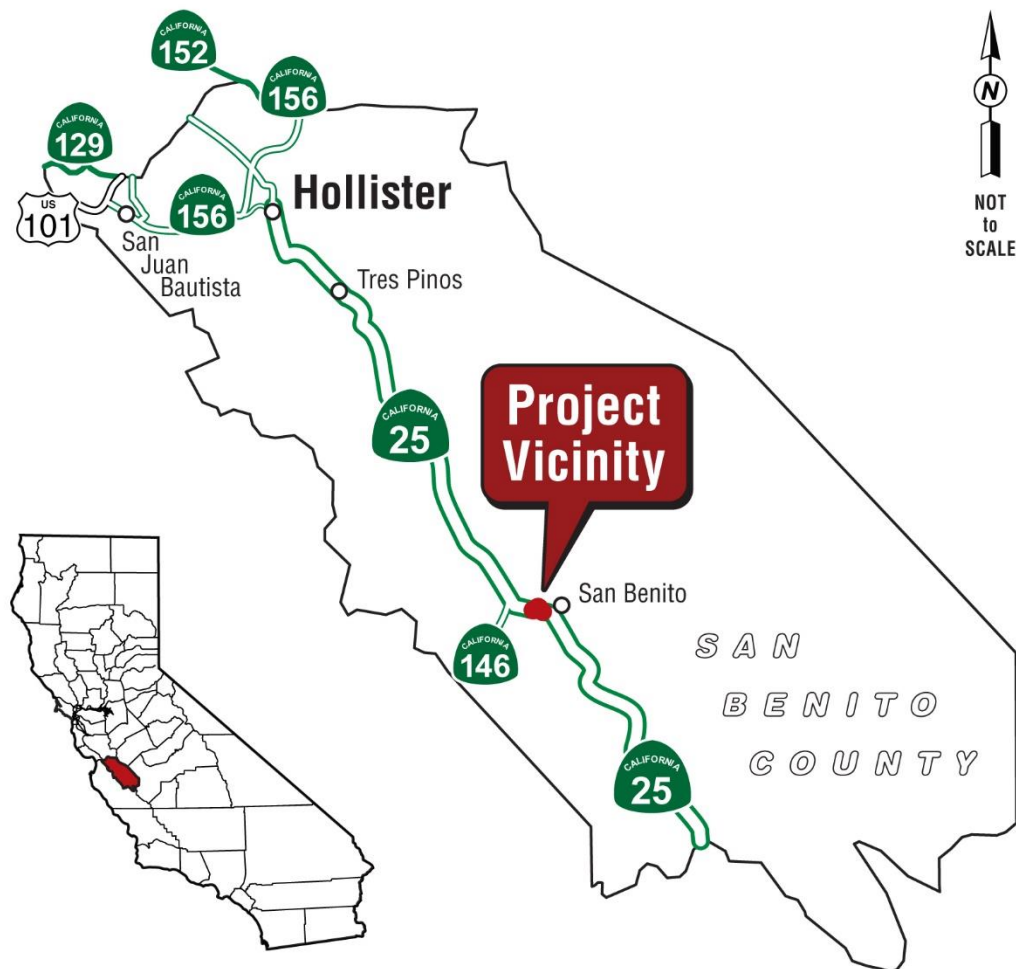 CALIFORNIA
152
CALIFORNIA
156
N
NOT
to
SCALE
CALIFORNIA
129
CALIFORNIA
156
US
101
Hollister
San
Juan
Bautista
Tres Pinos
CALIFORNIA
25
Project
Vicinity
San Benito
CALIFORNIA
146
SAN
BENITO
COUNTY
CALIFORNIA
25